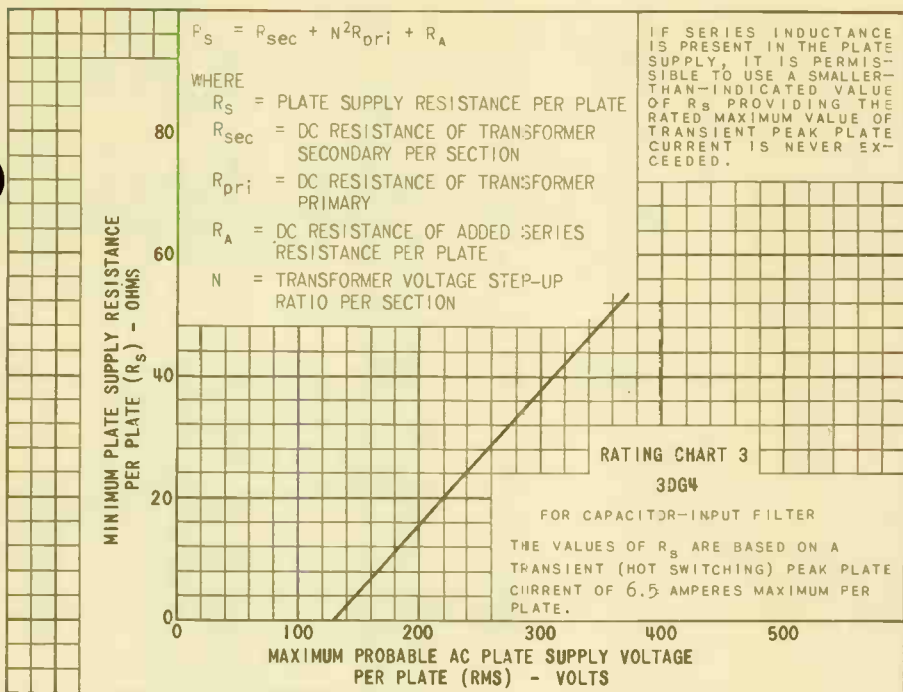 RS = Rsec + N²Rpri + RA
WHERE
RS = PLATE SUPPLY RESISTANCE PER PLATE
Rsec = DC RESISTANCE OF TRANSFORMER
SECONDARY PER SECTION
Rpri = DC RESISTANCE OF TRANSFORMER
PRIMARY
RA = DC RESISTANCE OF ADDED SERIES
RESISTANCE PER PLATE
N = TRANSFORMER VOLTAGE STEP-UP
RATIO PER SECTION
IF SERIES INDUCTANCE
IS PRESENT IN THE PLATE
SUPPLY, IT IS PERMIS-
SIBLE TO USE A SMALLER-
THAN-INDICATED VALUE
OF Rs PROVIDING THE
RATED MAXIMUM VALUE OF
TRANSIENT PEAK PLATE
CURRENT IS NEVER EX-
CEEDED.
MINIMUM PLATE SUPPLY RESISTANCE
PER PLATE (Rs) - OHMS
80
60
40
20
0
RATING CHART 3
3DG4
FOR CAPACITOR-INPUT FILTER
THE VALUES OF Rs ARE BASED ON A
TRANSIENT (HOT SWITCHING) PEAK PLATE
CURRENT OF 6.5 AMPERES MAXIMUM PER
PLATE.
0 100 200 300 400 500
MAXIMUM PROBABLE AC PLATE SUPPLY VOLTAGE
PER PLATE (RMS) - VOLTS